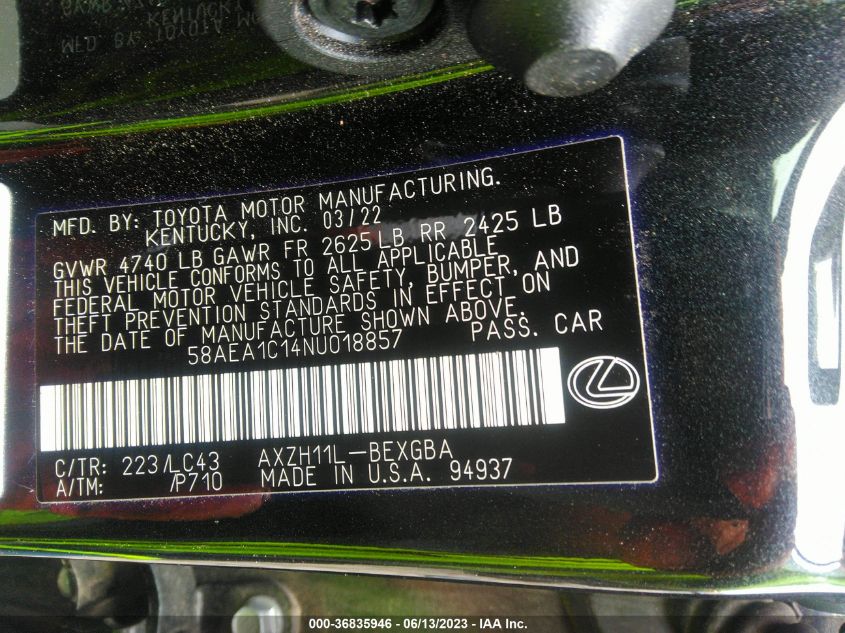 MFD. BY: TOYOTA MOTOR MANUFACTURING.
KENTUCKY, INC. 03/22
GVWR 4740 LB GAWR FR 2625 LB RR 2425 LB
THIS VEHICLE CONFORMS TO ALL APPLICABLE
FEDERAL MOTOR VEHICLE SAFETY, BUMPER, AND
THEFT PREVENTION STANDARDS IN EFFECT ON
THE DATE OF MANUFACTURE SHOWN ABOVE.
58AEA1C14NU018857 PASS. CAR
C/TR: 223/LC43 AXZH11L-BEXGBA
A/TM: /P710 MADE IN U.S.A. 94937
000-36835946 - 06/13/2023 - IAA Inc.